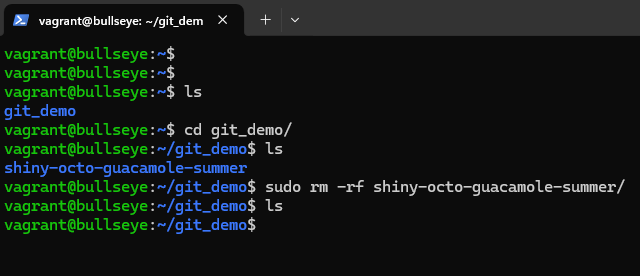 vagrant@bullseye: ~/git_dem
vagrant@bullseye:~$
vagrant@bullseye:~$
vagrant@bullseye:~$ ls
git_demo
vagrant@bullseye:~$ cd git_demo/
vagrant@bullseye:~/git_demo$ ls
shiny-octo-guacamole-summer
vagrant@bullseye:~/git_demo$ sudo rm -rf shiny-octo-guacamole-summer/
vagrant@bullseye:~/git_demo$ ls
vagrant@bullseye:~/git_demo$